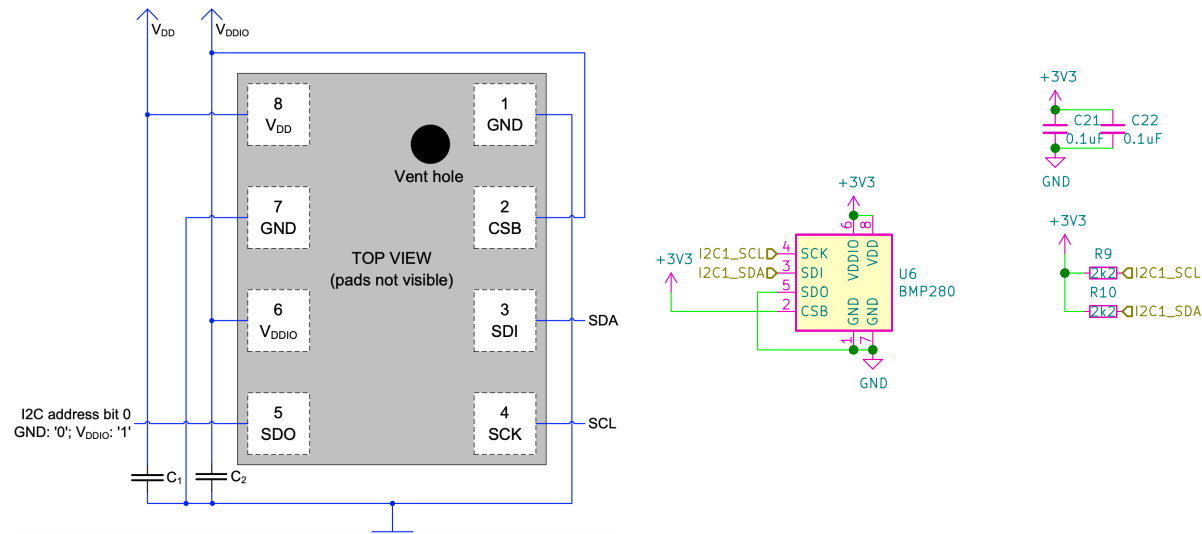 VDD
VDDIO
8
VDD
1
GND
Vent hole
7
GND
2
CSB
TOP VIEW
(pads not visible)
6
VDDIO
3
SDI
SDA
I2C address bit 0
GND: '0'; VDDIO: '1'
5
SDO
4
SCK
SCL
C1
C2
+3V3
6
8
I2C1_SCL
4
SCK
VDDIO
VDD
I2C1_SDA
3
SDI
U6
+3V3
5
SDO
BMP280
2
CSB
GND
GND
1
7
GND
+3V3
C21
0.1uF
C22
0.1uF
GND
+3V3
R9
2k2
I2C1_SCL
R10
2k2
I2C1_SDA